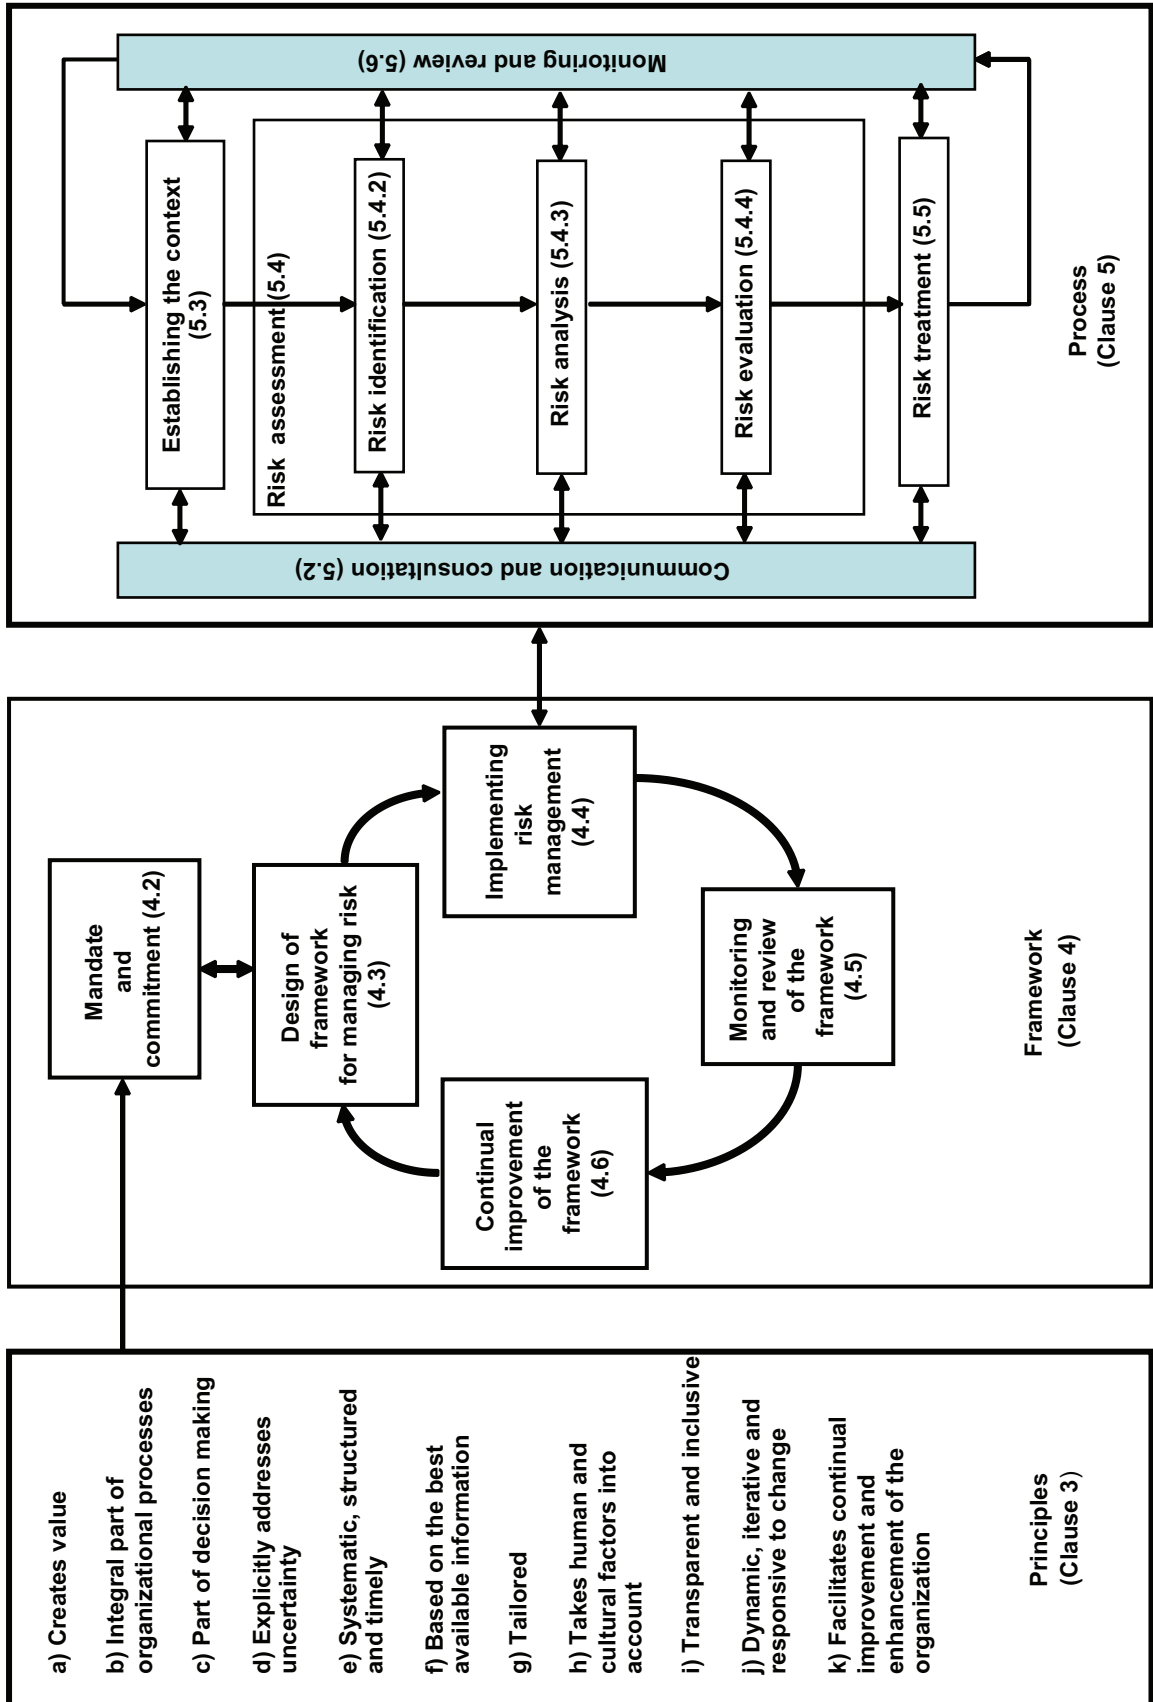 a) Creates value
b) Integral part of
organizational processes
c) Part of decision making
d) Explicitly addresses
uncertainty
e) Systematic, structured
and timely
f) Based on the best
available information
g) Tailored
h) Takes human and
cultural factors into
account
i) Transparent and inclusive
j) Dynamic, iterative and
responsive to change
k) Facilitates continual
improvement and
enhancement of the
organization
Principles
(Clause 3)
Mandate
and
commitment (4.2)
Design of
framework
for managing risk
(4.3)
Implementing
risk
management
(4.4)
Monitoring
and review
of the
framework
(4.5)
Continual
improvement
of the
framework
(4.6)
Framework
(Clause 4)
Communication and consultation (5.2)
Establishing the context
(5.3)
Risk assessment (5.4)
Risk identification (5.4.2)
Risk analysis (5.4.3)
Risk evaluation (5.4.4)
Risk treatment (5.5)
Monitoring and review (5.6)
Process
(Clause 5)